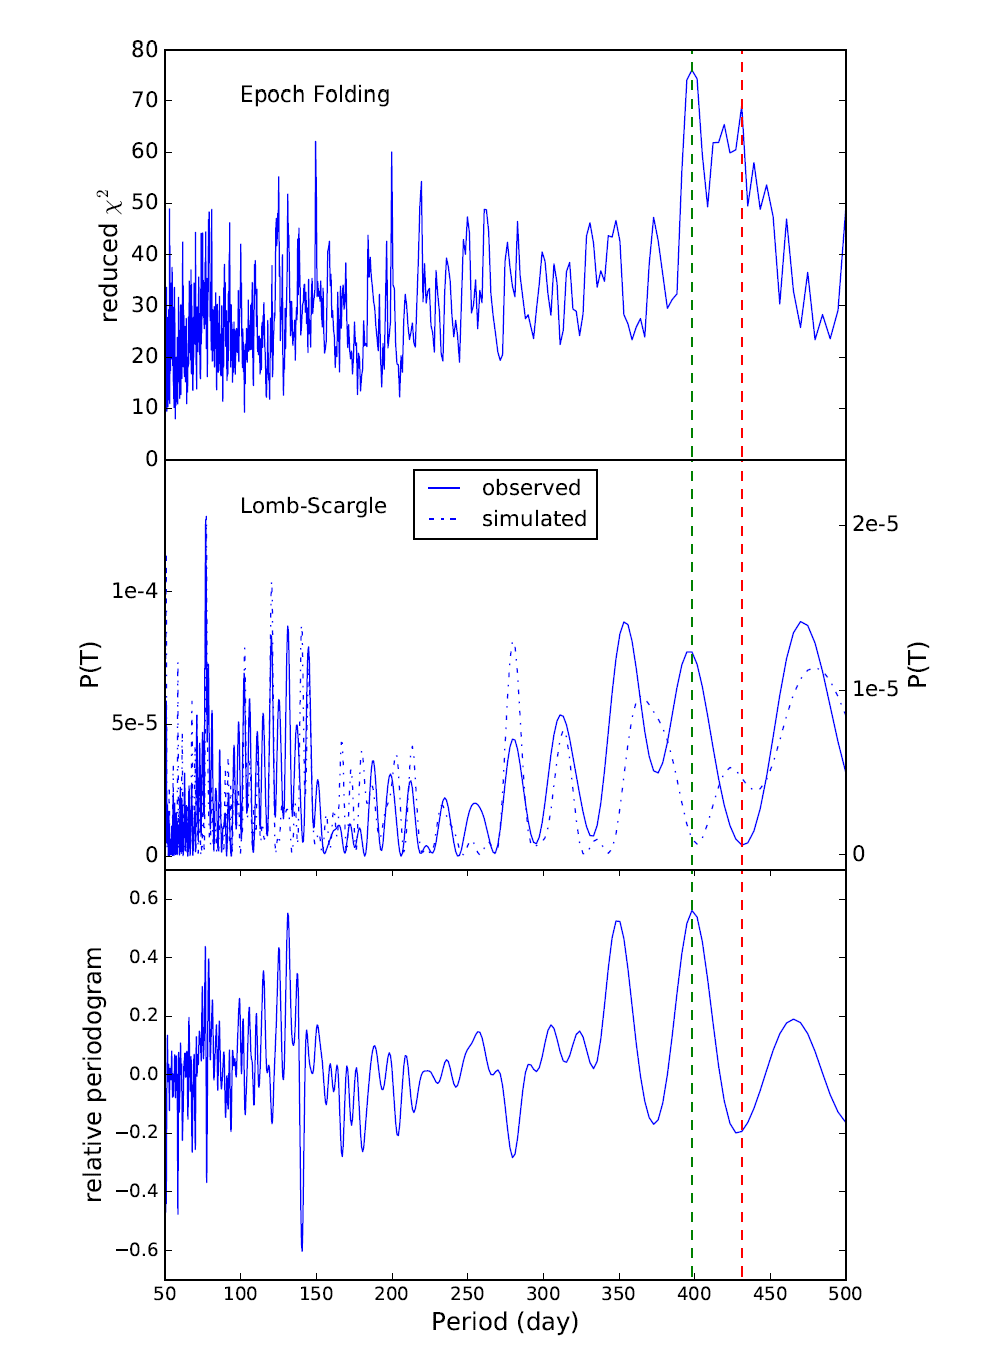 80
70
60
50
40
30
20
10
0
reduced χ²
Epoch Folding
Lomb-Scargle
observed
simulated
1e-4
5e-5
0
P(T)
2e-5
1e-5
0
P(T)
0.6
0.4
0.2
0.0
−0.2
−0.4
−0.6
relative periodogram
50 100 150 200 250 300 350 400 450 500
Period (day)